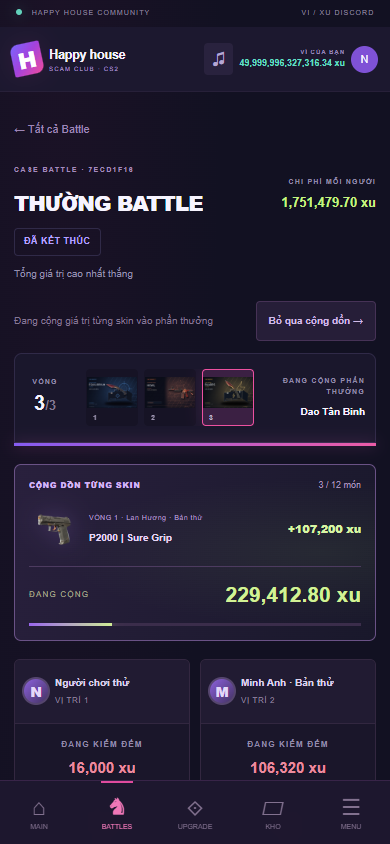 HAPPY HOUSE COMMUNITY
VÍ / XU DISCORD
H
Happy house
SCAM CLUB · CS2
VÍ CỦA BẠN
49,999,996,327,316.34 xu
N
← Tất cả Battle
CASE BATTLE · 7ECD1F16
THƯỜNG BATTLE
CHI PHÍ MỖI NGƯỜI
1,751,479.70 xu
ĐÃ KẾT THÚC
Tổng giá trị cao nhất thắng
Đang cộng giá trị từng skin vào phần thưởng
Bỏ qua cộng dồn →
VÒNG
3/3
1
2
3
ĐANG CỘNG PHẦN
THƯỞNG
Dao Tân Binh
CỘNG DỒN TỪNG SKIN
3 / 12 món
VÒNG 1 · Lan Hương · Bản thử
P2000 | Sure Grip
+107,200 xu
ĐANG CỘNG
229,412.80 xu
N
Người chơi thử
VỊ TRÍ 1
M
Minh Anh · Bản thử
VỊ TRÍ 2
ĐANG KIỂM ĐẾM
16,000 xu
ĐANG KIỂM ĐẾM
106,320 xu
MAIN
BATTLES
UPGRADE
KHO
MENU